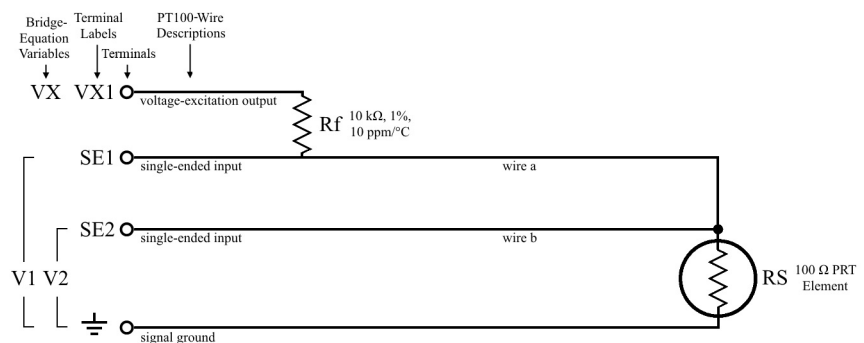 Bridge-
Equation
Variables
Terminal
Labels
Terminals
PT100-Wire
Descriptions
VX VX1
voltage-excitation output
Rf
10 kΩ, 1%,
10 ppm/°C
SE1
single-ended input
wire a
SE2
single-ended input
wire b
V1 V2
RS
100 Ω PRT
Element
signal ground